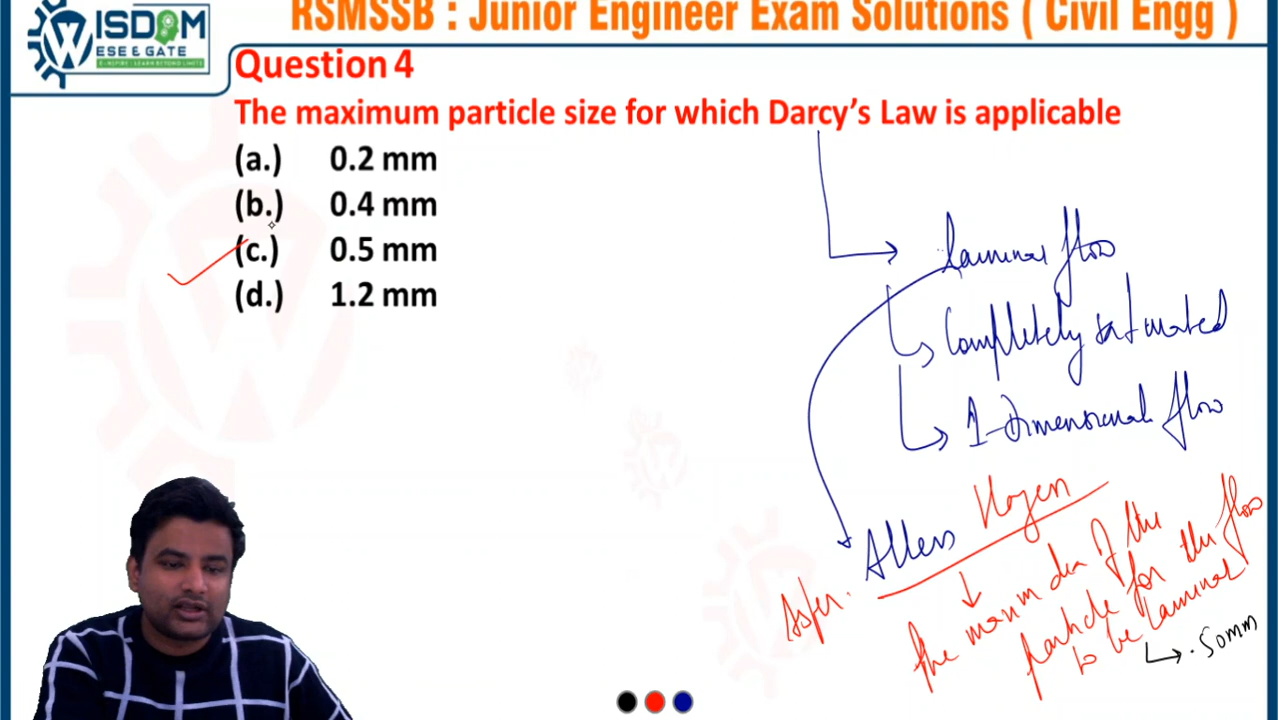 WISDOM
ESE & GATE
RSMSSB : Junior Engineer Exam Solutions ( Civil Engg )
Question 4
The maximum particle size for which Darcy's Law is applicable
(a.) 0.2 mm
(b.) 0.4 mm
(c.) 0.5 mm
(d.) 1.2 mm
Laminar flow
Completely saturated
1-Dimensional flow
Allens Hazen
As per.
the maxm dia of the
particle for the flow
to be Laminar
.50mm